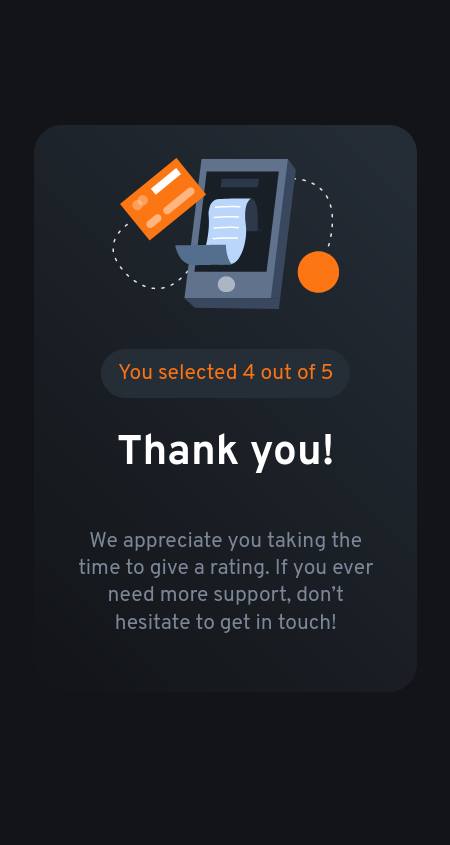 You selected 4 out of 5
Thank you!
We appreciate you taking the
time to give a rating. If you ever
need more support, don’t
hesitate to get in touch!